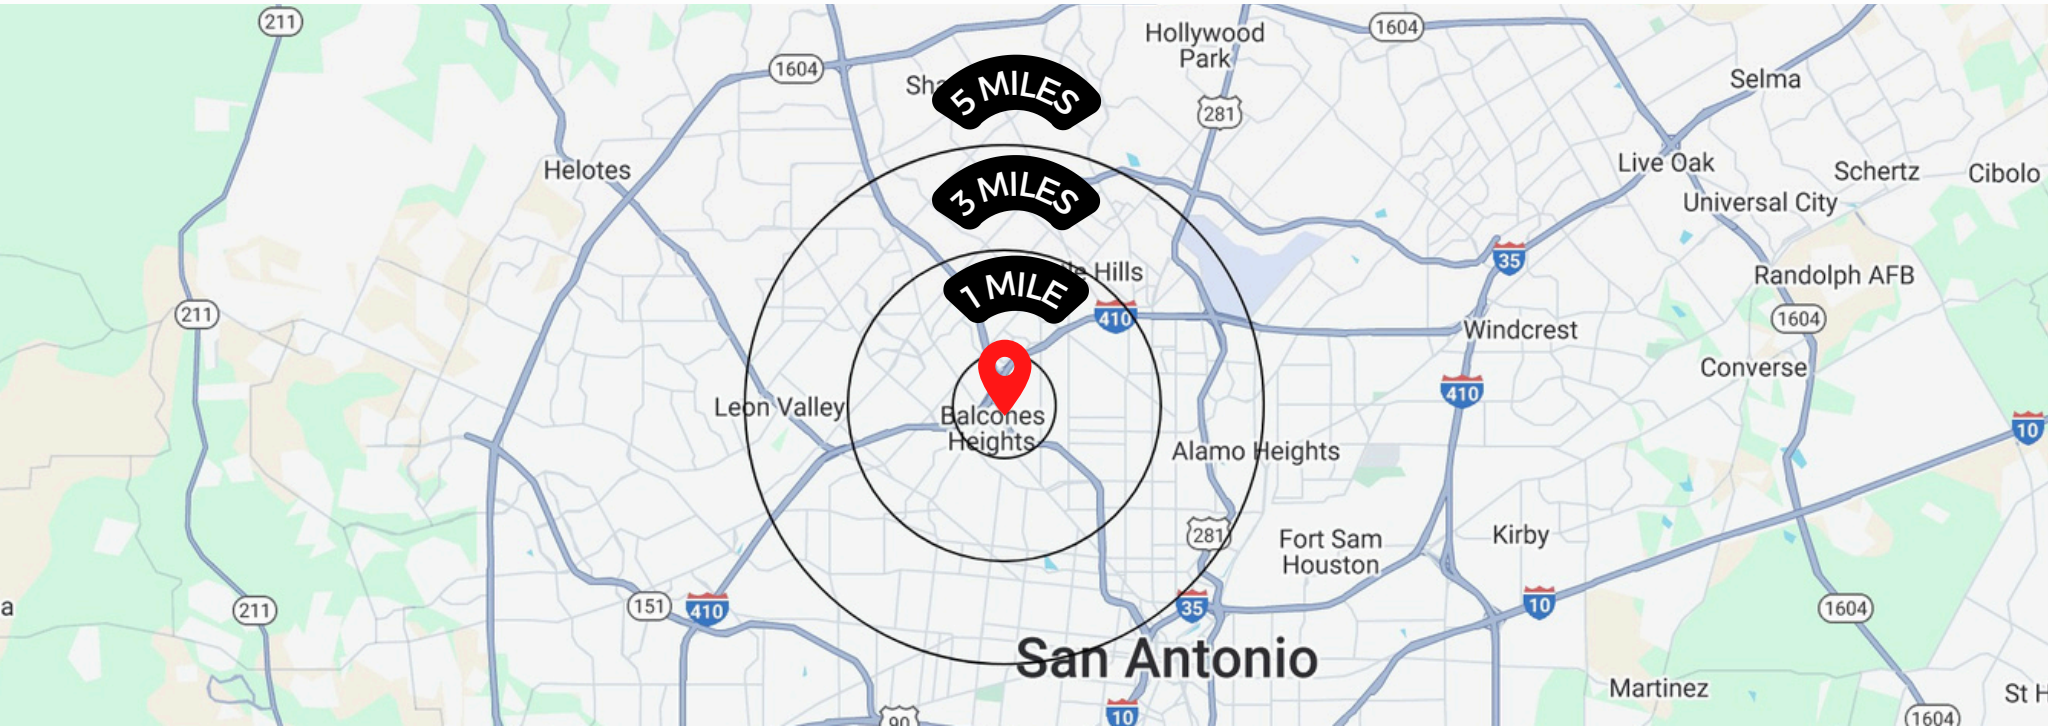 211
1604
Hollywood
Park
1604
Selma
5 MILES
281
Helotes
3 MILES
Live Oak
Schertz
Cibolo
Universal City
35
Hills
Randolph AFB
1 MILE
211
410
1604
Windcrest
Converse
410
Leon Valley
Balcones
Heights
10
Alamo Heights
281
Fort Sam
Houston
Kirby
151
410
35
10
211
1604
San Antonio
Martinez
10
90
1604